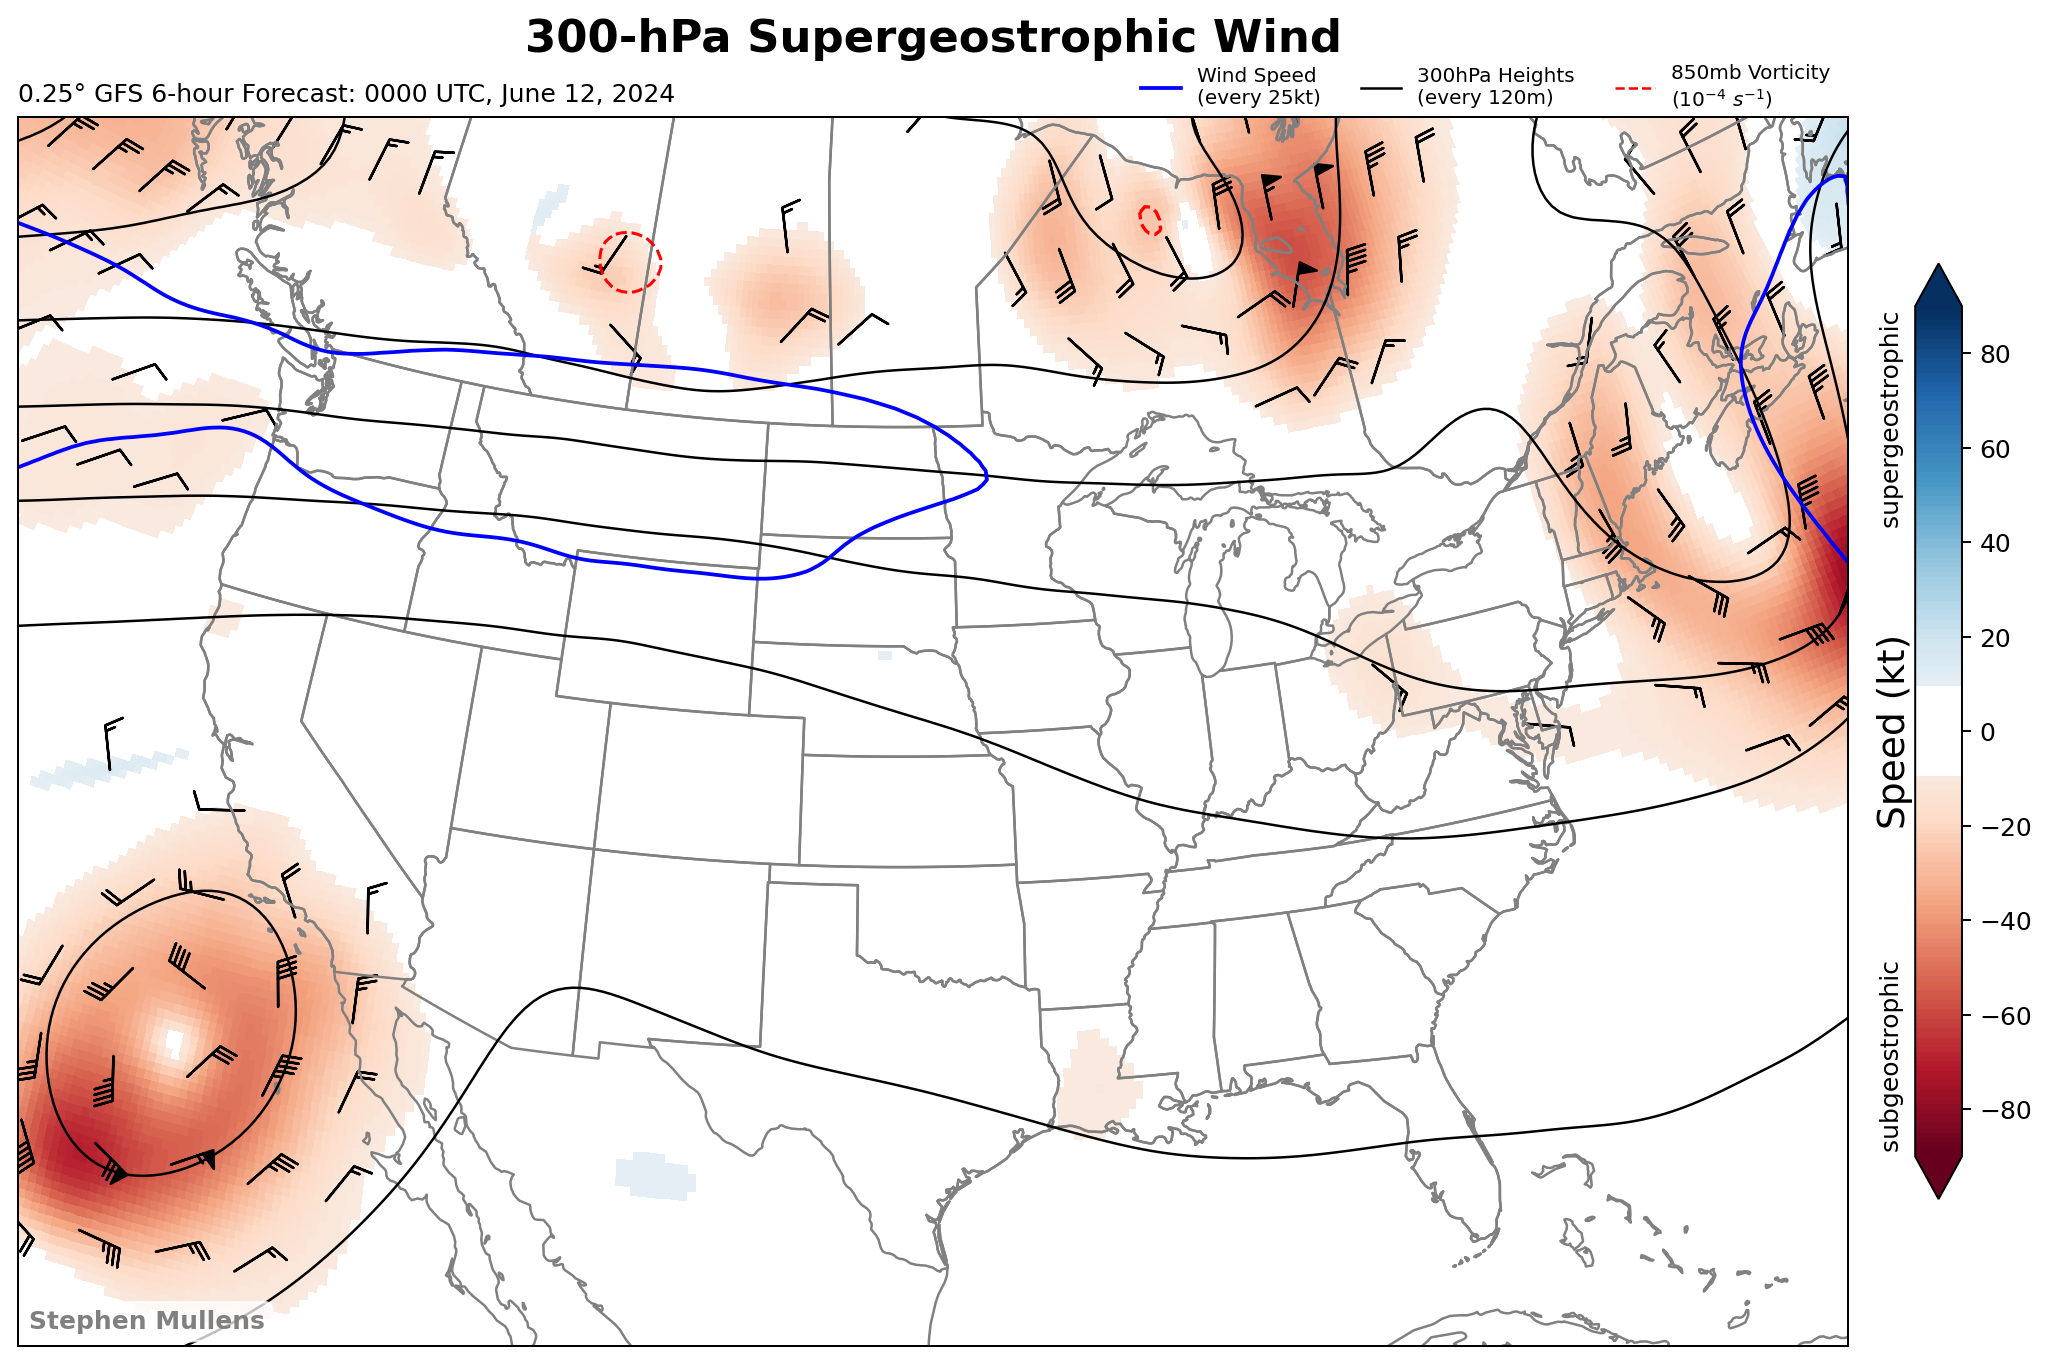 300-hPa Supergeostrophic Wind
0.25° GFS 6-hour Forecast: 0000 UTC, June 12, 2024
Wind Speed
(every 25kt)
300hPa Heights
(every 120m)
850mb Vorticity
(10⁻⁴ s⁻¹)
supergeostrophic
Speed (kt)
subgeostrophic
80
60
40
20
0
−20
−40
−60
−80
Stephen Mullens